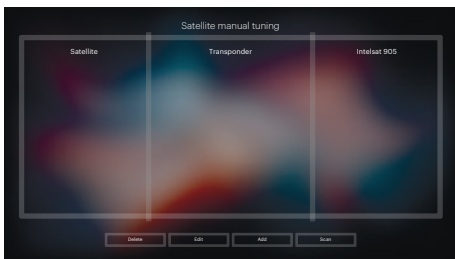 Satellite manual tuning
Satellite Transponder Intelsat 905
Delete Edit Add Scan